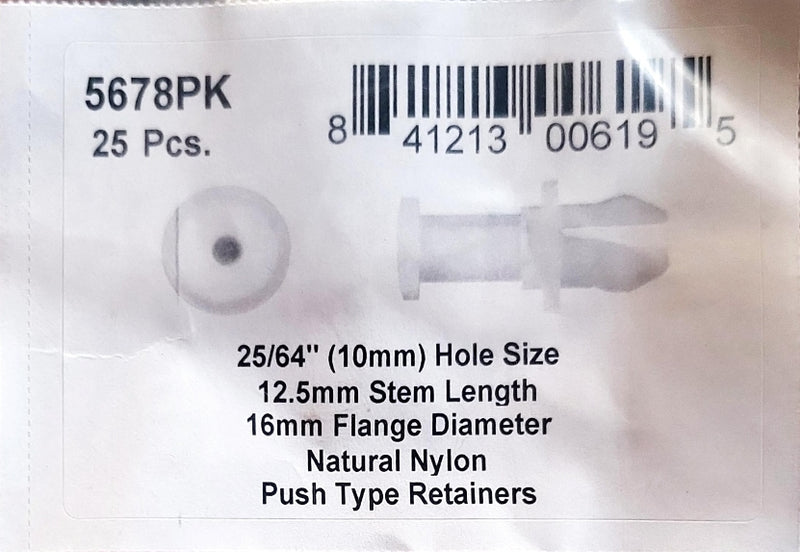 5678PK
25 Pcs.
8 41213 00619 5
25/64" (10mm) Hole Size
12.5mm Stem Length
16mm Flange Diameter
Natural Nylon
Push Type Retainers